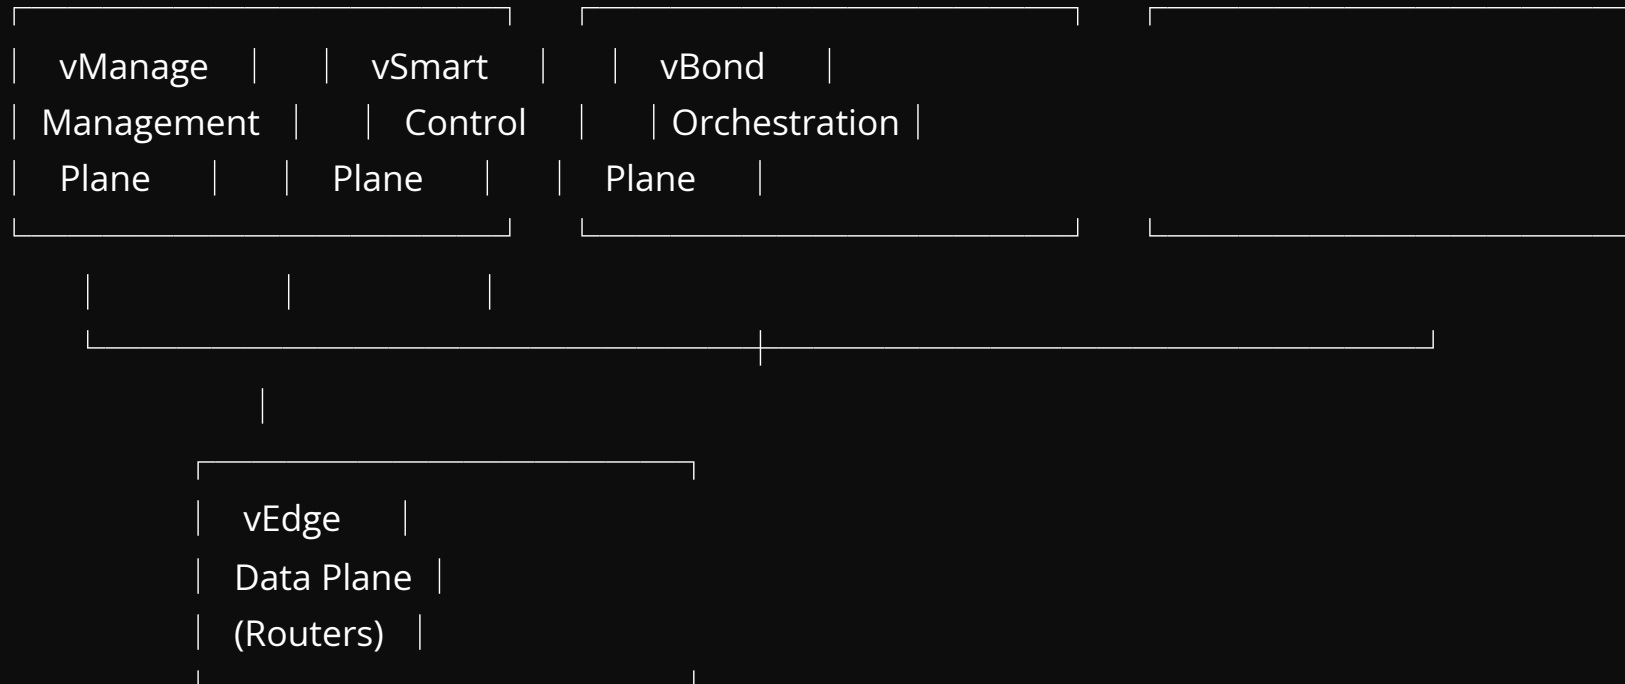 ┌──────────────┐  ┌──────────────┐  ┌──────────────
│ vManage │ │ vSmart │ │ vBond │
│ Management │ │ Control │ │ Orchestration │
│ Plane │ │ Plane │ │ Plane │
└──────────────┘  └──────────────┘  └──────────────
│ │ │
└───────────────────┼───────────────────┘
│
┌──────────────┐
│ vEdge │
│ Data Plane │
│ (Routers) │